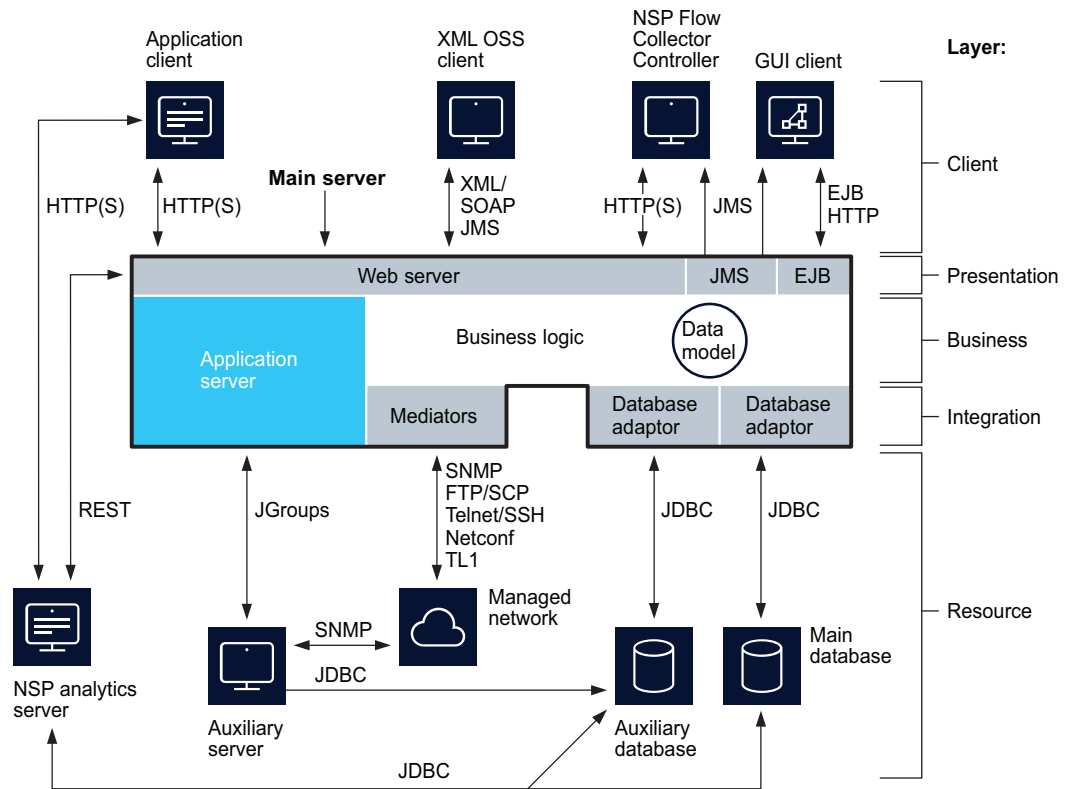 Application
client
XML OSS
client
NSP Flow
Collector
Controller
GUI client
Layer:
Client
HTTP(S)
HTTP(S)
Main server
XML/
SOAP
JMS
HTTP(S)
JMS
EJB
HTTP
Web server
JMS
EJB
Presentation
Application
server
Business logic
Data
model
Business
Mediators
Database
adaptor
Database
adaptor
Integration
REST
JGroups
SNMP
FTP/SCP
Telnet/SSH
Netconf
TL1
JDBC
JDBC
Resource
NSP analytics
server
Auxiliary
server
SNMP
Managed
network
JDBC
Auxiliary
database
Main
database
JDBC